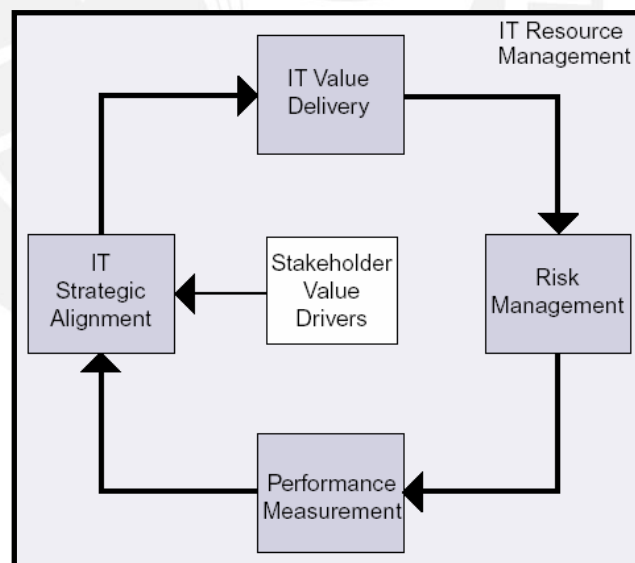 IT Resource
Management
IT Value
Delivery
IT
Strategic
Alignment
Stakeholder
Value
Drivers
Risk
Management
Performance
Measurement